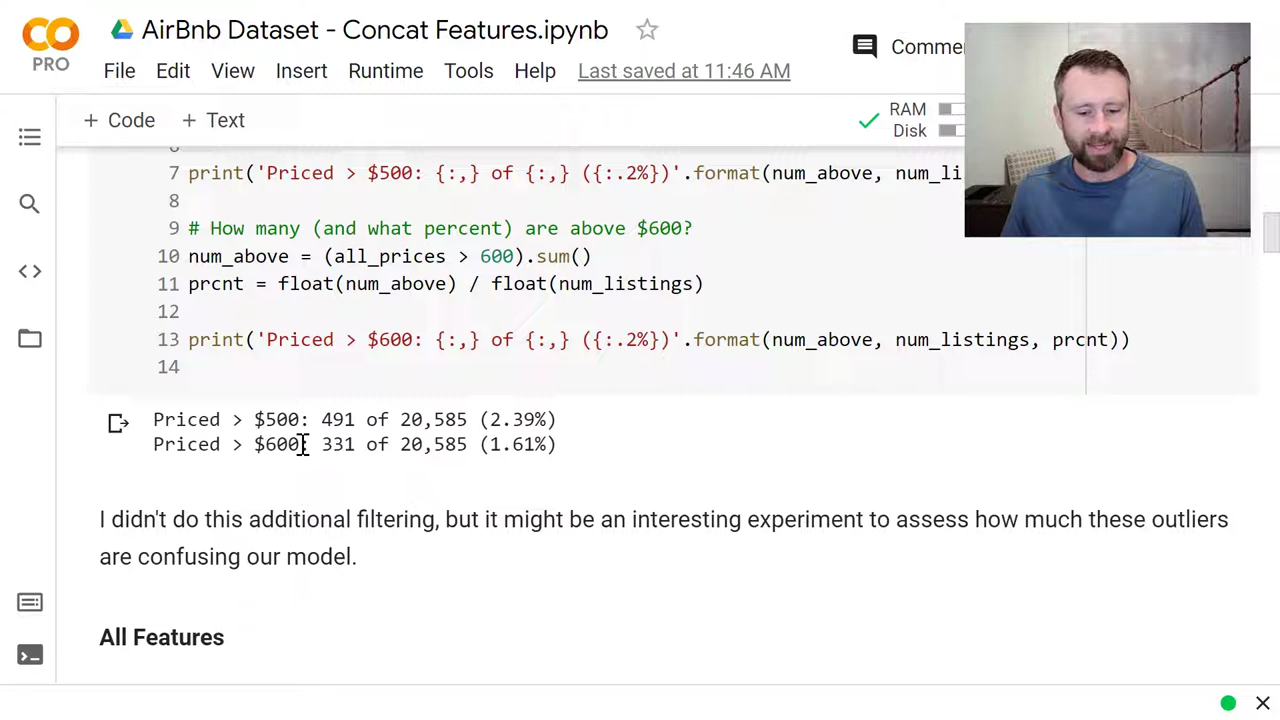 AirBnb Dataset - Concat Features.ipynb
PRO
Comme
File Edit View Insert Runtime Tools Help Last saved at 11:46 AM
+ Code + Text
RAM
Disk
7 print('Priced > $500: {:,} of {:,} ({:.2%})'.format(num_above, num_li
8
9 # How many (and what percent) are above $600?
10 num_above = (all_prices > 600).sum()
11 prcnt = float(num_above) / float(num_listings)
12
13 print('Priced > $600: {:,} of {:,} ({:.2%})'.format(num_above, num_listings, prcnt))
14
Priced > $500: 491 of 20,585 (2.39%)
Priced > $600: 331 of 20,585 (1.61%)
I didn't do this additional filtering, but it might be an interesting experiment to assess how much these outliers
are confusing our model.
All Features